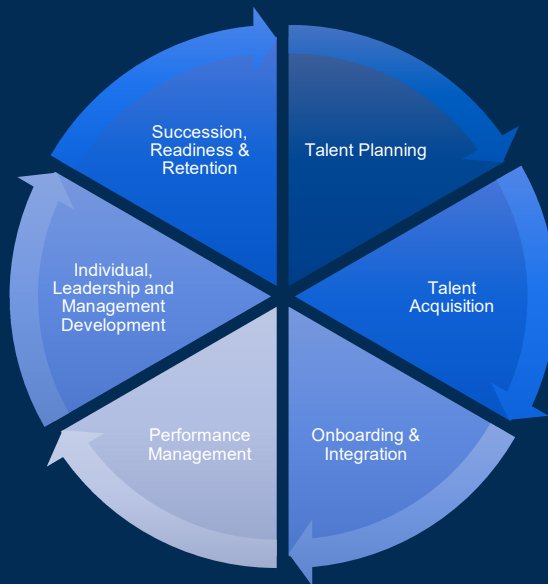 Talent Planning
Talent
Acquisition
Onboarding &
Integration
Performance
Management
Individual,
Leadership and
Management
Development
Succession,
Readiness &
Retention